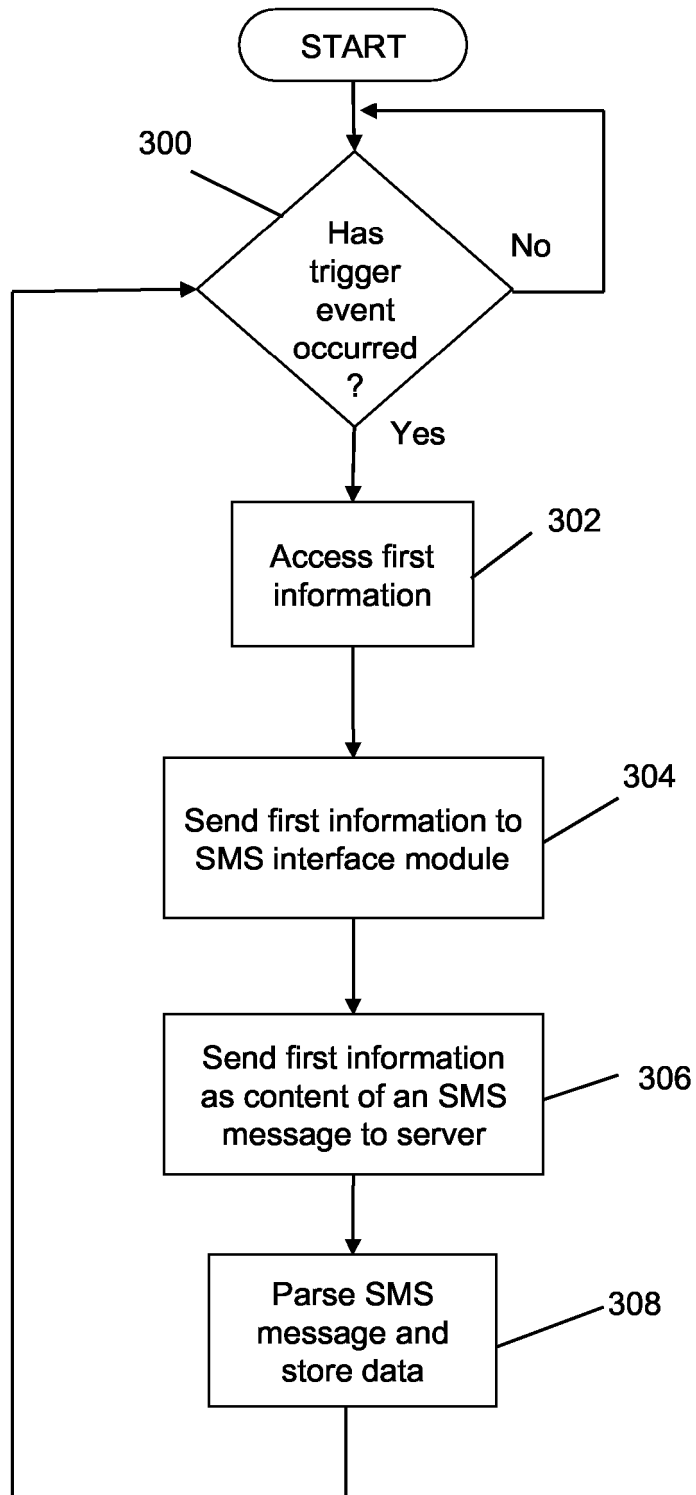 START
300
Has
trigger
event
occurred
?
No
Yes
302
Access first
information
304
Send first information to
SMS interface module
306
Send first information
as content of an SMS
message to server
308
Parse SMS
message and
store data